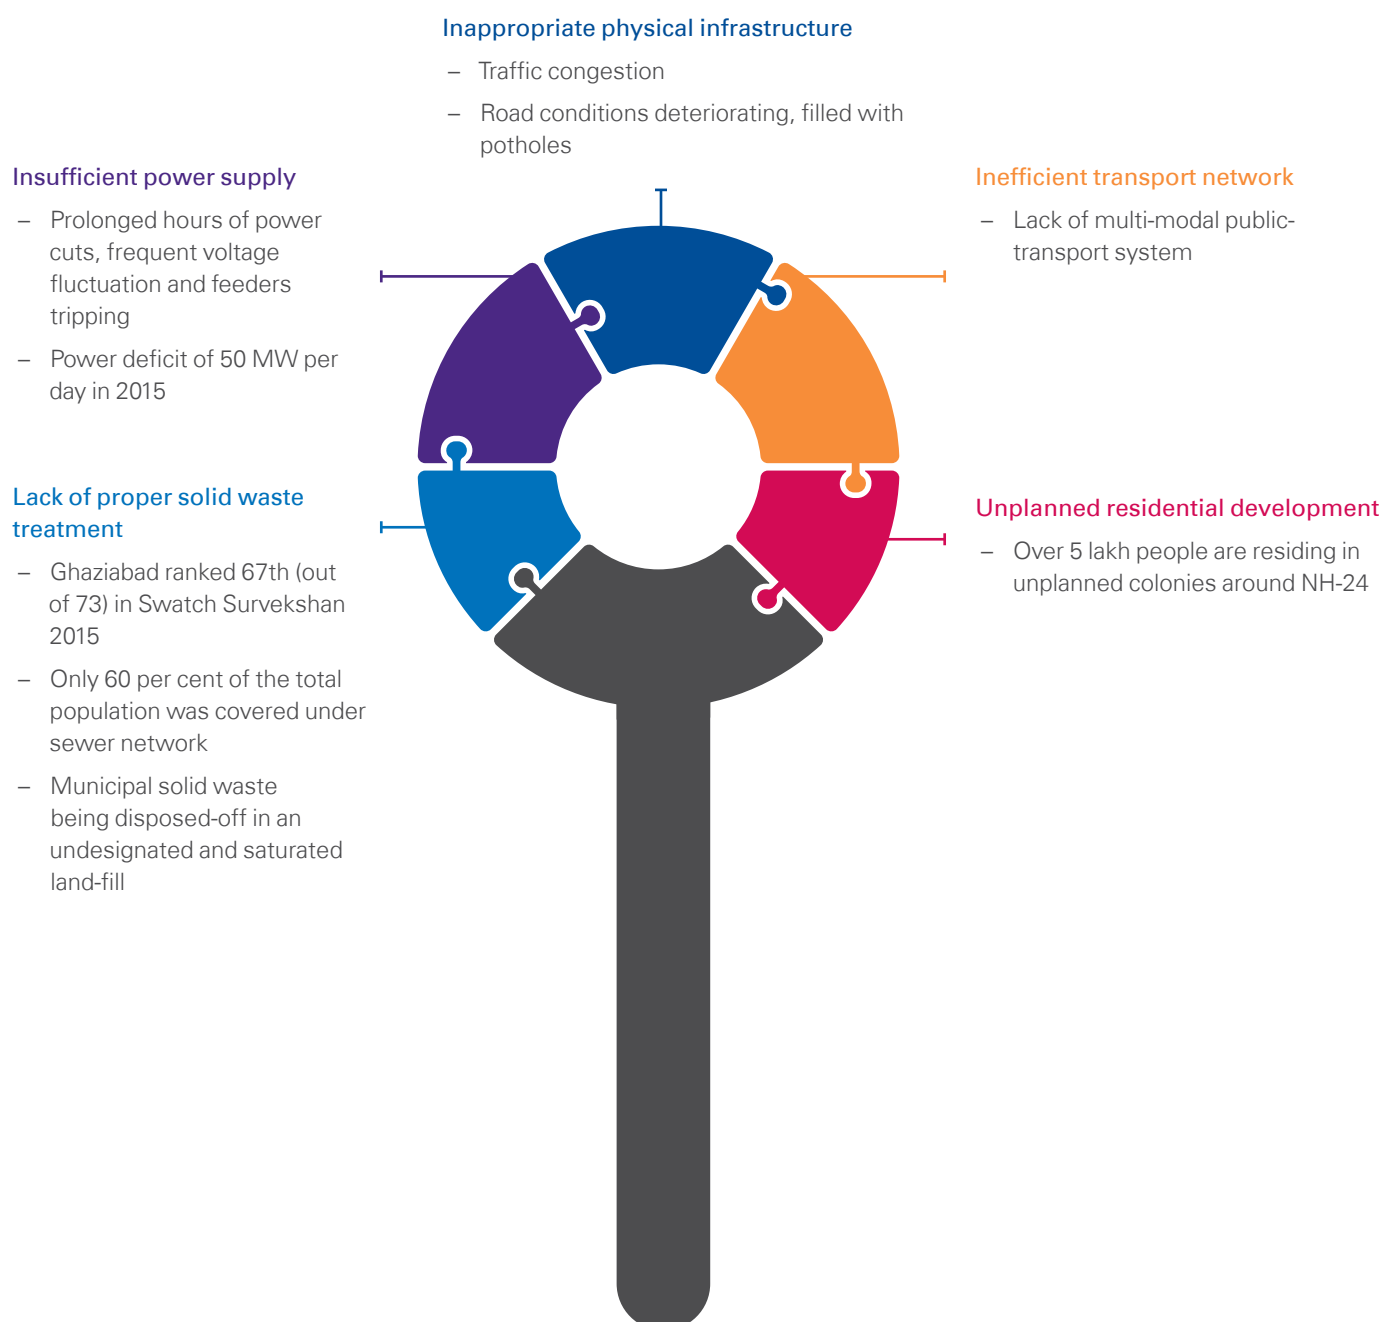 Inappropriate physical infrastructure
– Traffic congestion
– Road conditions deteriorating, filled with
potholes
Insufficient power supply
– Prolonged hours of power
cuts, frequent voltage
fluctuation and feeders
tripping
– Power deficit of 50 MW per
day in 2015
Inefficient transport network
– Lack of multi-modal public-
transport system
Lack of proper solid waste
treatment
– Ghaziabad ranked 67th (out
of 73) in Swatch Survekshan
2015
– Only 60 per cent of the total
population was covered under
sewer network
– Municipal solid waste
being disposed-off in an
undesignated and saturated
land-fill
Unplanned residential development
– Over 5 lakh people are residing in
unplanned colonies around NH-24